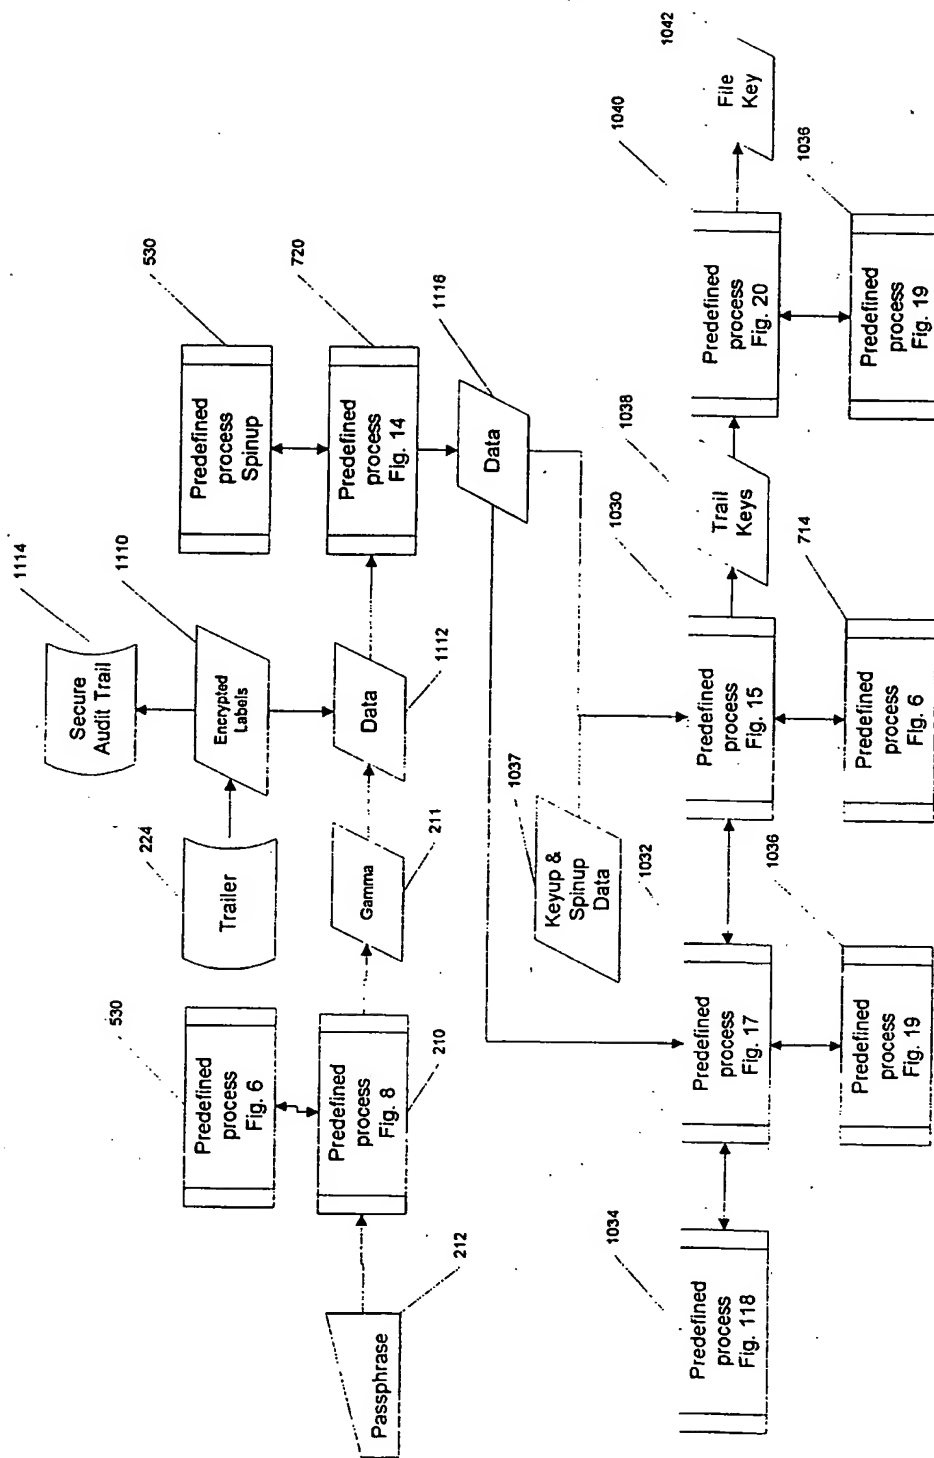 1114
Secure
Audit Trail
530
Predefined
process
Spinup
224
1110
720
Trailer
Encrypted
Labels
530
Predefined
process
Fig. 6
Predefined
process
Fig. 14
1116
Passphrase
212
Predefined
process
Fig. 8
210
Gamma
211
Data
1112
Data
1037
Keyup &
Spinup
Data
1034
1032
1030
1038
1040
1042
Predefined
process
Fig. 118
Predefined
process
Fig. 17
Predefined
process
Fig. 15
Trail
Keys
Predefined
process
Fig. 20
File
Key
1036
714
1036
Predefined
process
Fig. 19
Predefined
process
Fig. 6
Predefined
process
Fig. 19